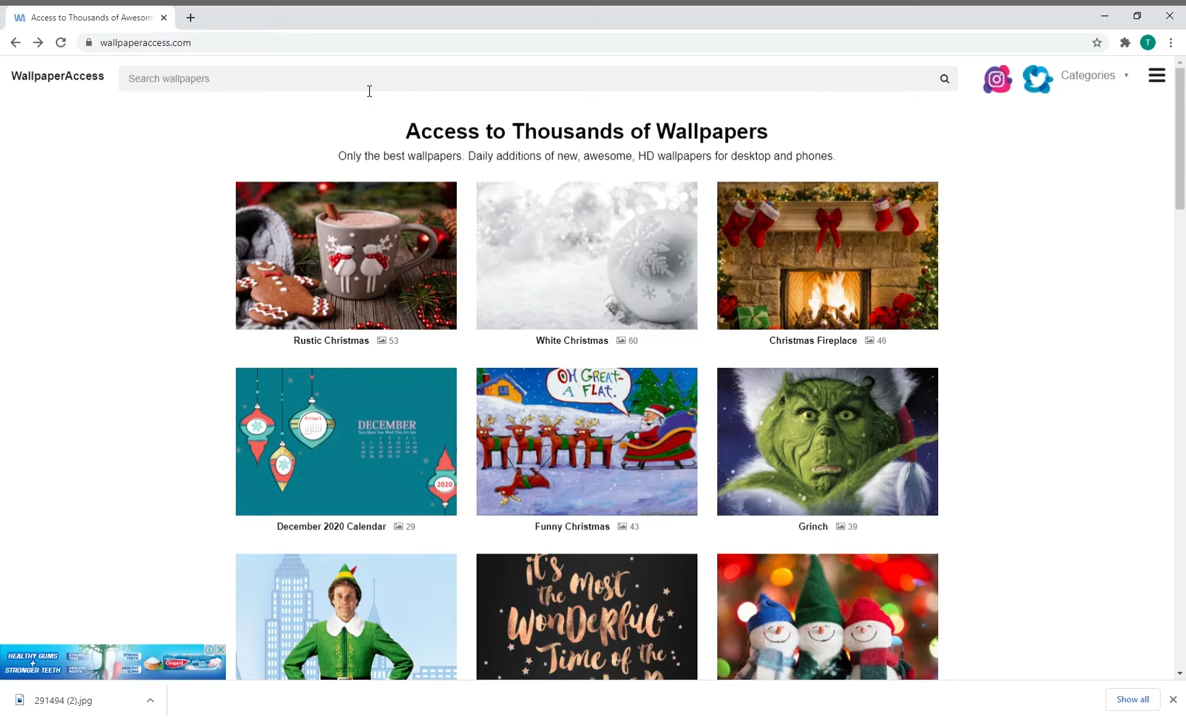 Access to Thousands of Awesom
wallpaperaccess.com
T
WallpaperAccess
Search wallpapers
Categories
Access to Thousands of Wallpapers
Only the best wallpapers. Daily additions of new, awesome, HD wallpapers for desktop and phones.
Rustic Christmas 53
White Christmas 60
Christmas Fireplace 46
DECEMBER
2020
OH GREAT-
A FLAT.
December 2020 Calendar 29
Funny Christmas 43
Grinch 39
it's
the most
WONDERFUL
Time of the
HEALTHY GUMS
+
STRONGER TEETH
291494 (2).jpg
Show all